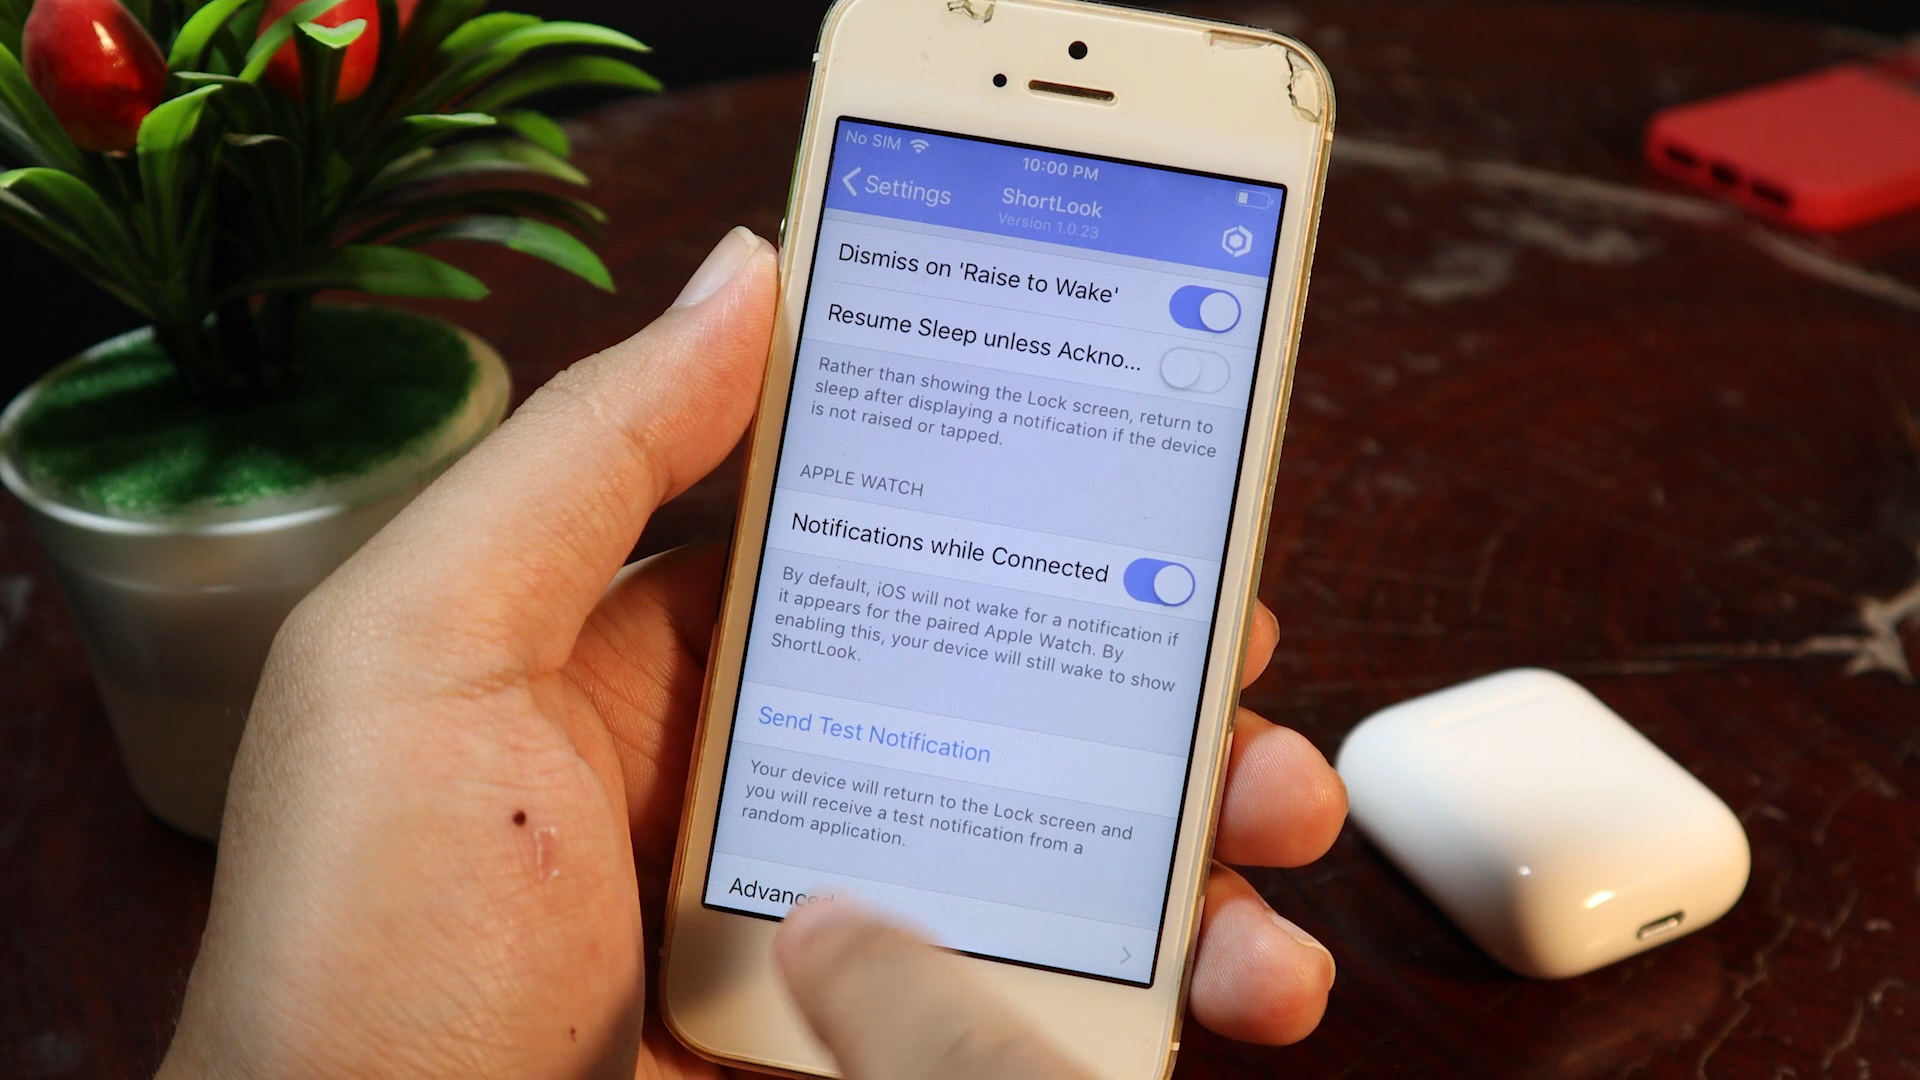 No SIM
10:00 PM
Settings
ShortLook
Version 1.0.23
Dismiss on 'Raise to Wake'
Resume Sleep unless Ackno...
Rather than showing the Lock screen, return to
sleep after displaying a notification if the device
is not raised or tapped.
APPLE WATCH
Notifications while Connected
By default, iOS will not wake for a notification if
it appears for the paired Apple Watch. By
enabling this, your device will still wake to show
ShortLook.
Send Test Notification
Your device will return to the Lock screen and
you will receive a test notification from a
random application.
Advanced